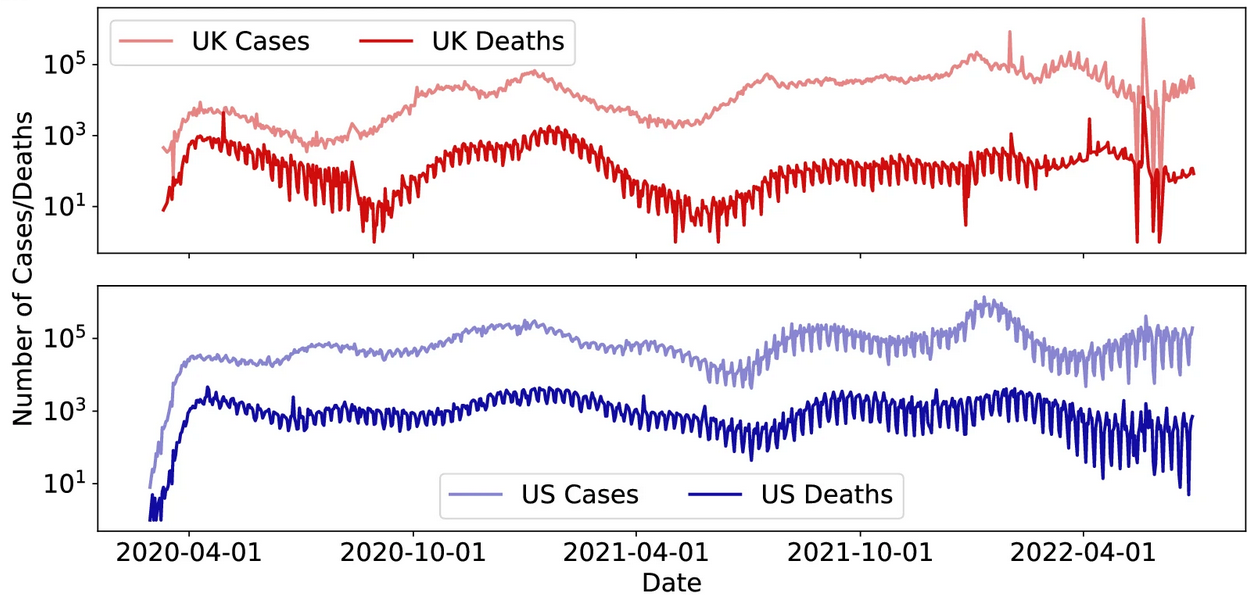 UK Cases UK Deaths
10^5
10^3
10^1
Number of Cases/Deaths
10^5
10^3
10^1
US Cases US Deaths
2020-04-01 2020-10-01 2021-04-01 2021-10-01 2022-04-01
Date